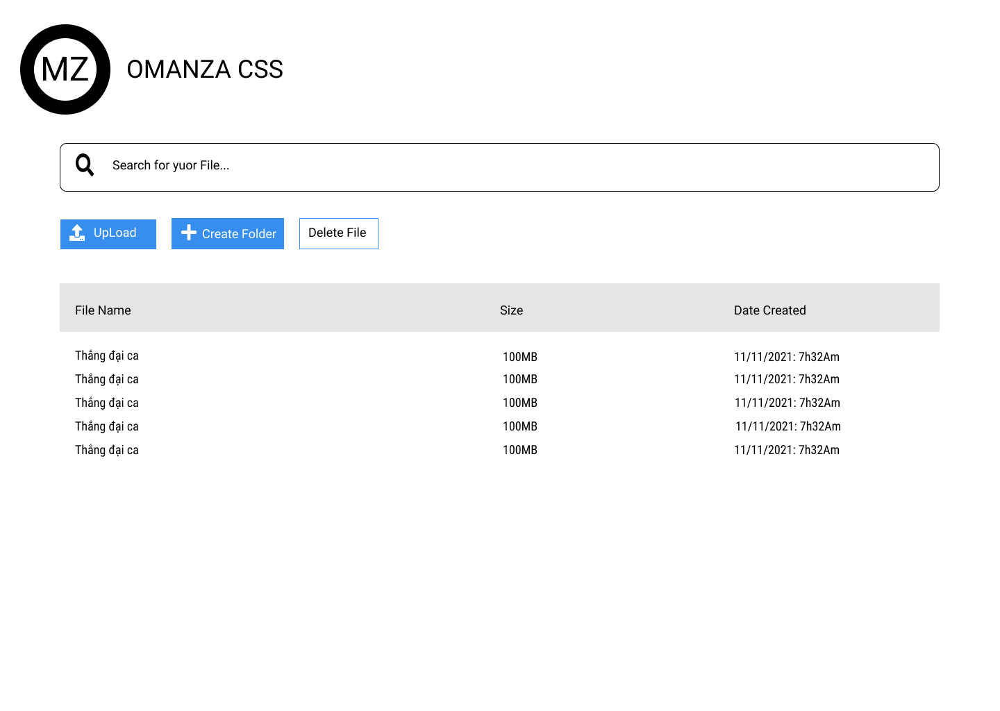 MZ
OMANZA CSS
Search for yuor File...
UpLoad
Create Folder
Delete File
File Name Size Date Created
Thắng đại ca 100MB 11/11/2021: 7h32Am
Thắng đại ca 100MB 11/11/2021: 7h32Am
Thắng đại ca 100MB 11/11/2021: 7h32Am
Thắng đại ca 100MB 11/11/2021: 7h32Am
Thắng đại ca 100MB 11/11/2021: 7h32Am